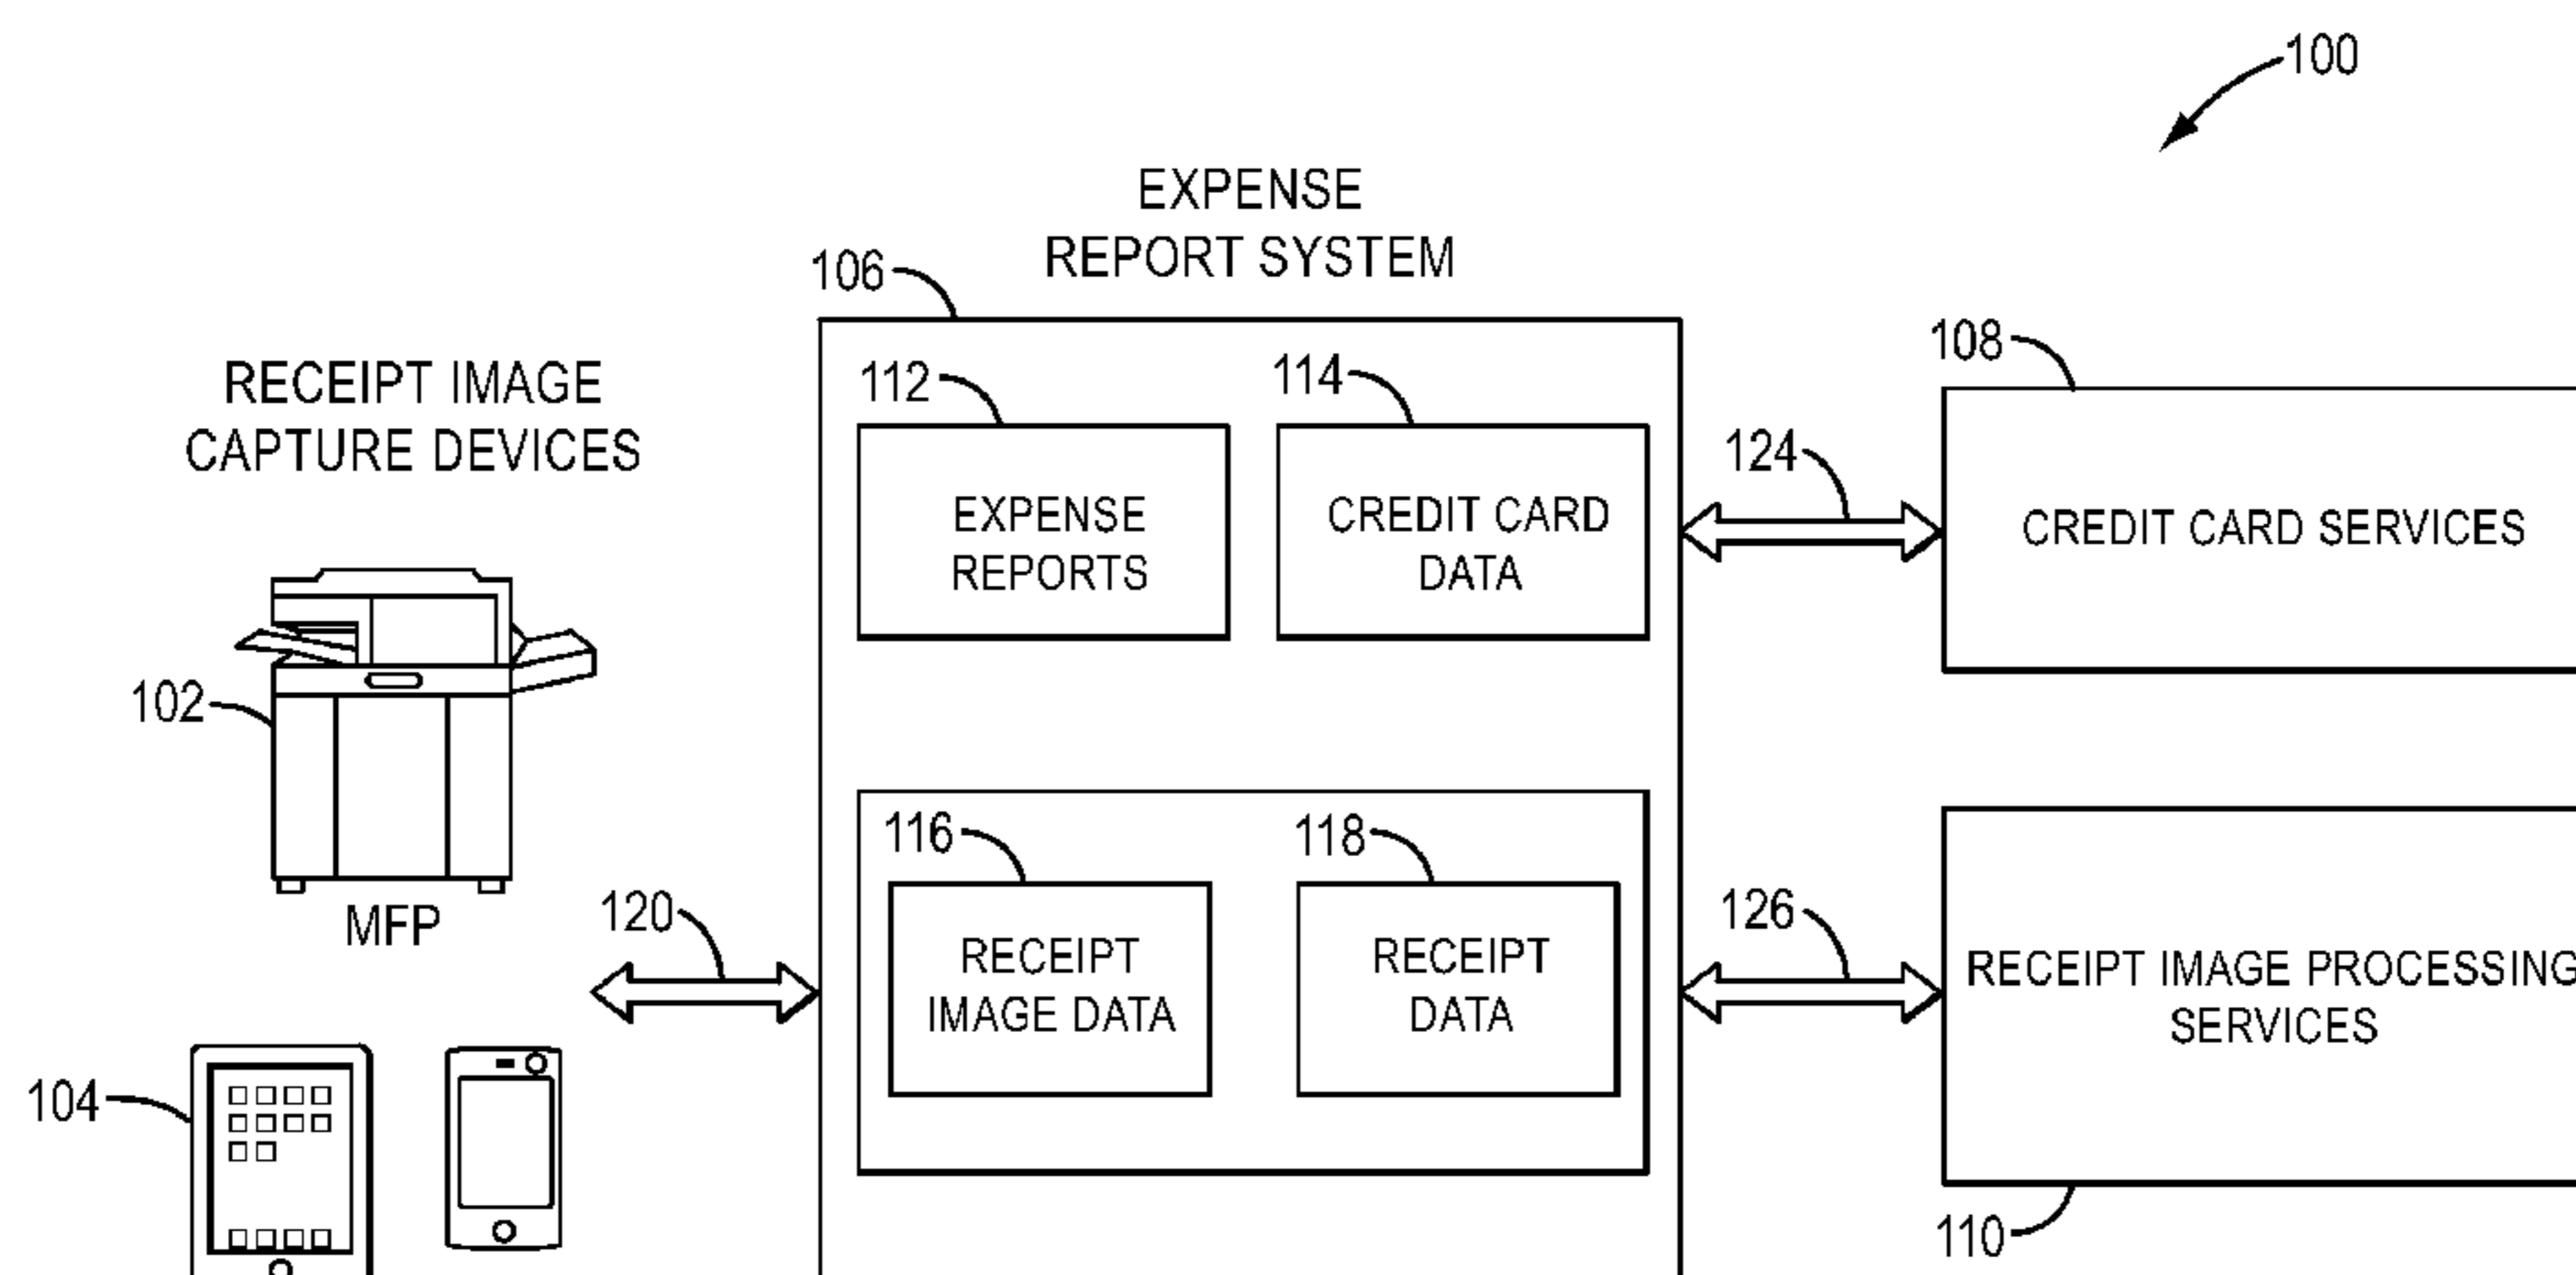 100
EXPENSE
REPORT SYSTEM
106
108
RECEIPT IMAGE
CAPTURE DEVICES
112
114
124
EXPENSE
REPORTS
CREDIT CARD
DATA
CREDIT CARD SERVICES
102
MFP
116
118
120
126
RECEIPT
IMAGE DATA
RECEIPT
DATA
RECEIPT IMAGE PROCESSING
SERVICES
104
110